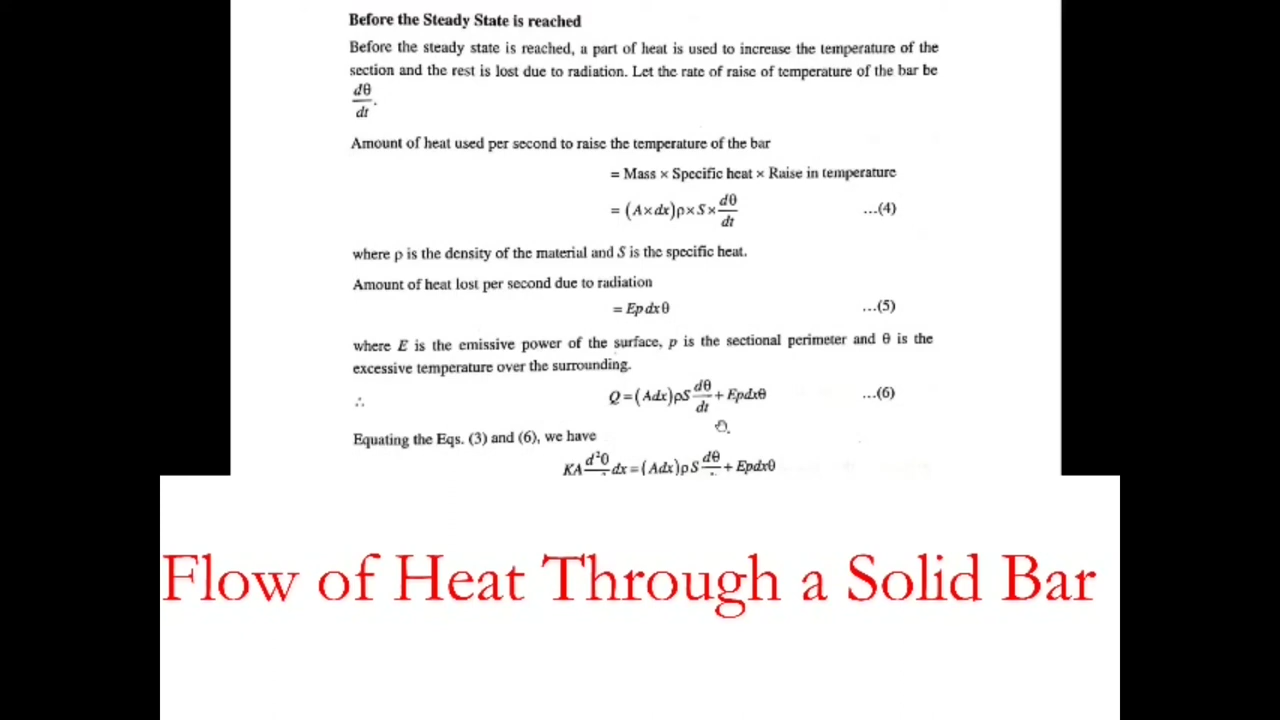 Before the Steady State is reached
Before the steady state is reached, a part of heat is used to increase the temperature of the
section and the rest is lost due to radiation. Let the rate of raise of temperature of the bar be
dθ/dt.
Amount of heat used per second to raise the temperature of the bar
= Mass × Specific heat × Raise in temperature
= (A×dx)ρ×S×dθ/dt ...(4)
where ρ is the density of the material and S is the specific heat.
Amount of heat lost per second due to radiation
= Epdxθ ...(5)
where E is the emissive power of the surface, p is the sectional perimeter and θ is the
excessive temperature over the surrounding.
∴ Q=(Adx)ρS dθ/dt + Epdxθ ...(6)
Equating the Eqs. (3) and (6), we have
KA d²θ dx=(Adx)ρS dθ + Epdxθ
Flow of Heat Through a Solid Bar